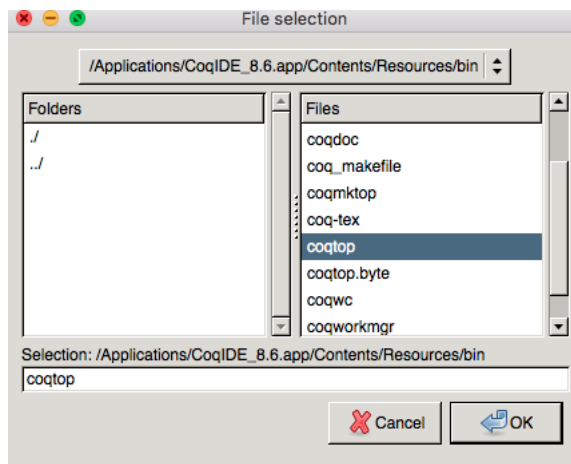 File selection
/Applications/CoqIDE_8.6.app/Contents/Resources/bin
Folders
./
../
Files
coqdoc
coq_makefile
coqmktop
coq-tex
coqtop
coqtop.byte
coqwc
coqworkmgr
Selection: /Applications/CoqIDE_8.6.app/Contents/Resources/bin
coqtop
Cancel
OK